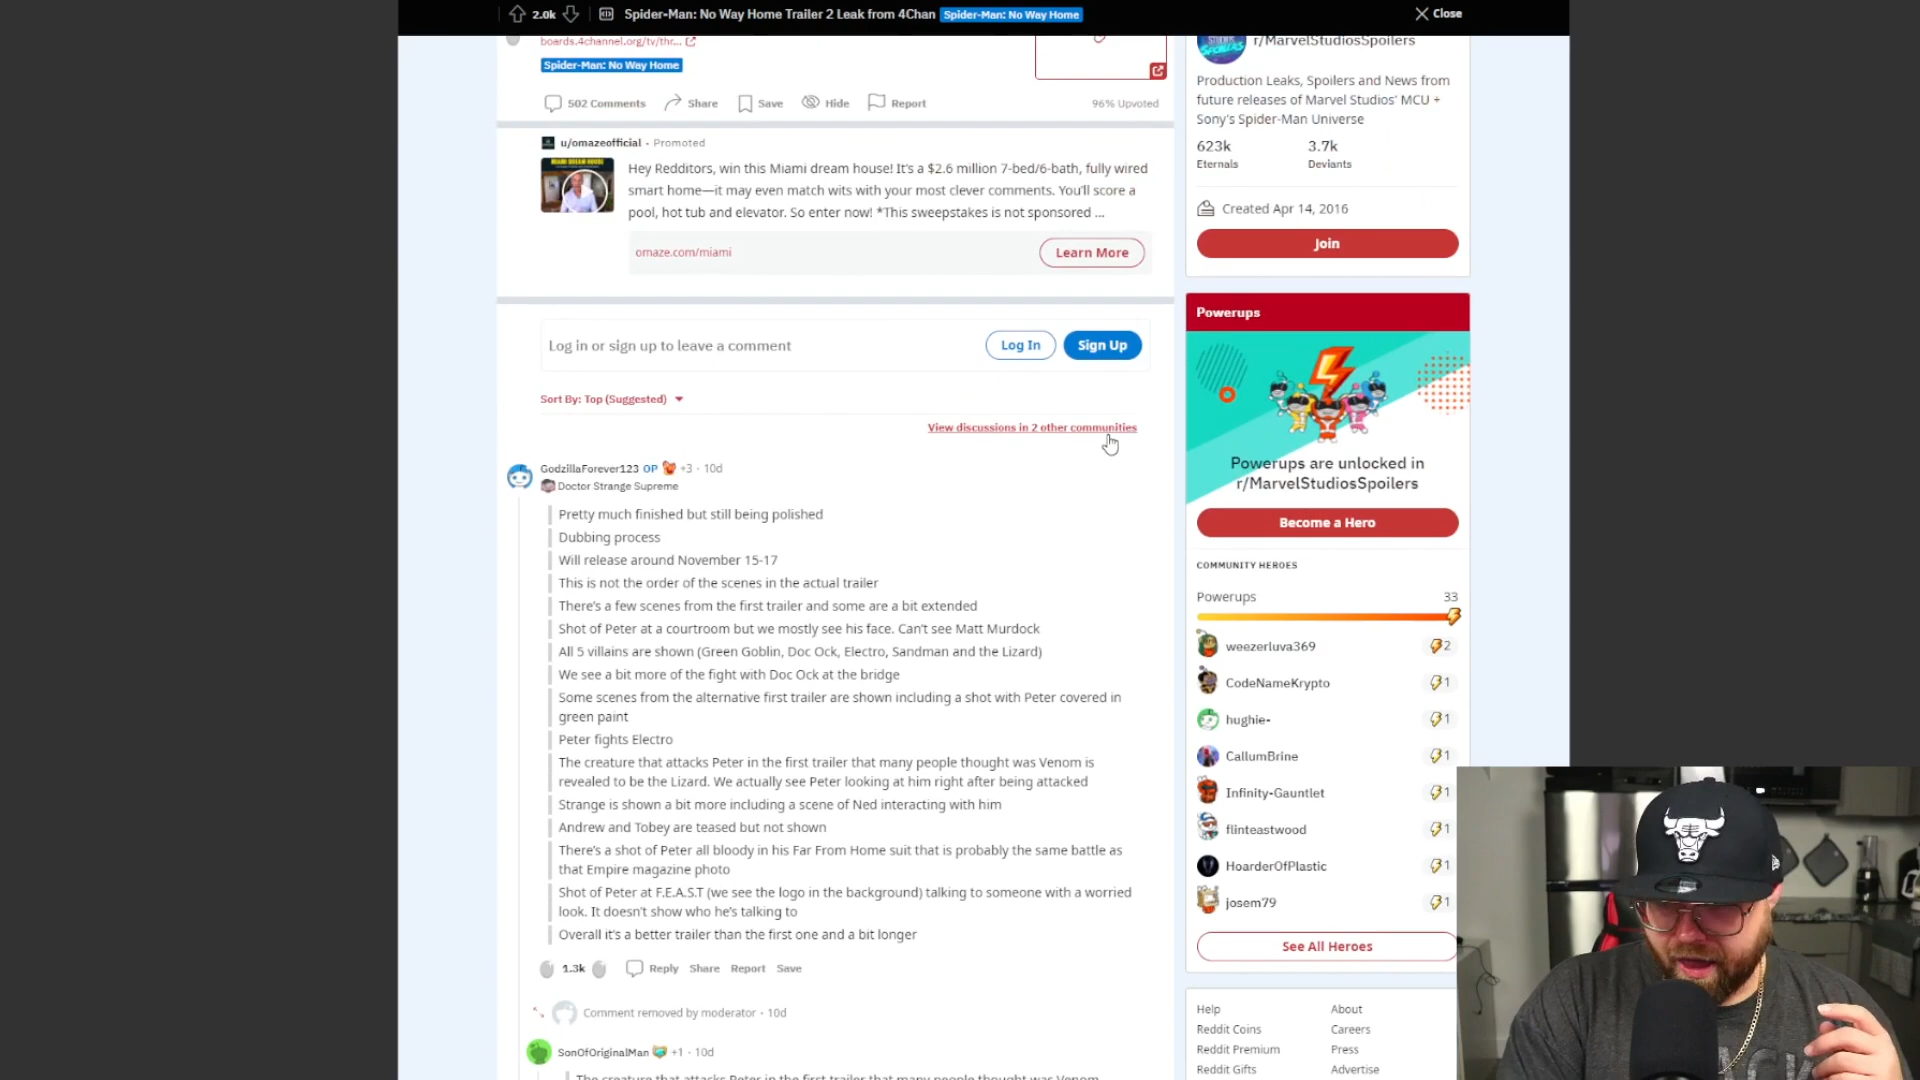 2.0k Spider-Man: No Way Home Trailer 2 Leak from 4Chan Spider-Man: No Way Home Close
boards.4channel.org/tv/thr...
Spider-Man: No Way Home
502 Comments Share Save Hide Report 96% Upvoted
u/omazeofficial · Promoted
Hey Redditors, win this Miami dream house! It's a $2.6 million 7-bed/6-bath, fully wired
smart home—it may even match wits with your most clever comments. You'll score a
pool, hot tub and elevator. So enter now! *This sweepstakes is not sponsored ...
omaze.com/miami Learn More
Log in or sign up to leave a comment Log In Sign Up
Sort By: Top (Suggested)
View discussions in 2 other communities
GodzillaForever123 OP +3 · 10d
Doctor Strange Supreme
Pretty much finished but still being polished
Dubbing process
Will release around November 15-17
This is not the order of the scenes in the actual trailer
There's a few scenes from the first trailer and some are a bit extended
Shot of Peter at a courtroom but we mostly see his face. Can't see Matt Murdock
All 5 villains are shown (Green Goblin, Doc Ock, Electro, Sandman and the Lizard)
We see a bit more of the fight with Doc Ock at the bridge
Some scenes from the alternative first trailer are shown including a shot with Peter covered in
green paint
Peter fights Electro
The creature that attacks Peter in the first trailer that many people thought was Venom is
revealed to be the Lizard. We actually see Peter looking at him right after being attacked
Strange is shown a bit more including a scene of Ned interacting with him
Andrew and Tobey are teased but not shown
There's a shot of Peter all bloody in his Far From Home suit that is probably the same battle as
that Empire magazine photo
Shot of Peter at F.E.A.S.T (we see the logo in the background) talking to someone with a worried
look. It doesn't show who he's talking to
Overall it's a better trailer than the first one and a bit longer
1.3k Reply Share Report Save
Comment removed by moderator · 10d
SonOfOriginalMan +1 · 10d
The creature that attacks Peter in the first trailer that many people thought was Venom
r/MarvelStudiosSpoilers
Production Leaks, Spoilers and News from
future releases of Marvel Studios' MCU +
Sony's Spider-Man Universe
623k 3.7k
Eternals Deviants
Created Apr 14, 2016
Join
Powerups
Powerups are unlocked in
r/MarvelStudiosSpoilers
Become a Hero
COMMUNITY HEROES
Powerups 33
weezerluva369 2
CodeNameKrypto 1
hughie- 1
CallumBrine 1
Infinity-Gauntlet 1
flinteastwood 1
HoarderOfPlastic 1
josem79 1
See All Heroes
Help About
Reddit Coins Careers
Reddit Premium Press
Reddit Gifts Advertise